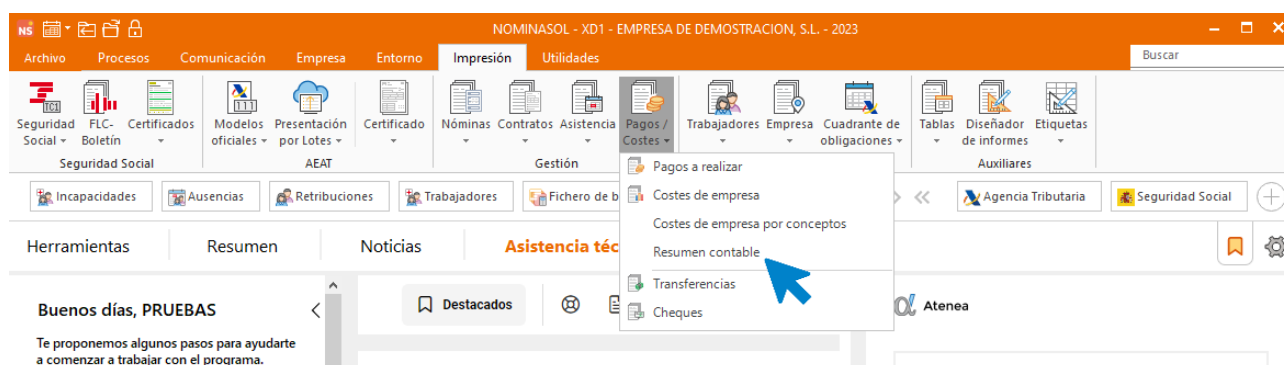 NS
NOMINASOL - XD1 - EMPRESA DE DEMOSTRACION, S.L. - 2023
Archivo Procesos Comunicación Empresa Entorno Impresión Utilidades Buscar
TC1 111
Seguridad Social FLC- Boletín Certificados Modelos oficiales Presentación por Lotes Certificado Nóminas Contratos Asistencia Pagos / Costes Trabajadores Empresa Cuadrante de obligaciones Tablas Diseñador de informes Etiquetas
Seguridad Social AEAT Gestión Auxiliares
Incapacidades Ausencias Retribuciones Trabajadores Fichero de b Agencia Tributaria Seguridad Social
Pagos a realizar
Costes de empresa
Costes de empresa por conceptos
Resumen contable
Transferencias
Cheques
Herramientas Resumen Noticias Asistencia téc
Buenos días, PRUEBAS
Destacados
Atenea
Te proponemos algunos pasos para ayudarte
a comenzar a trabajar con el programa.